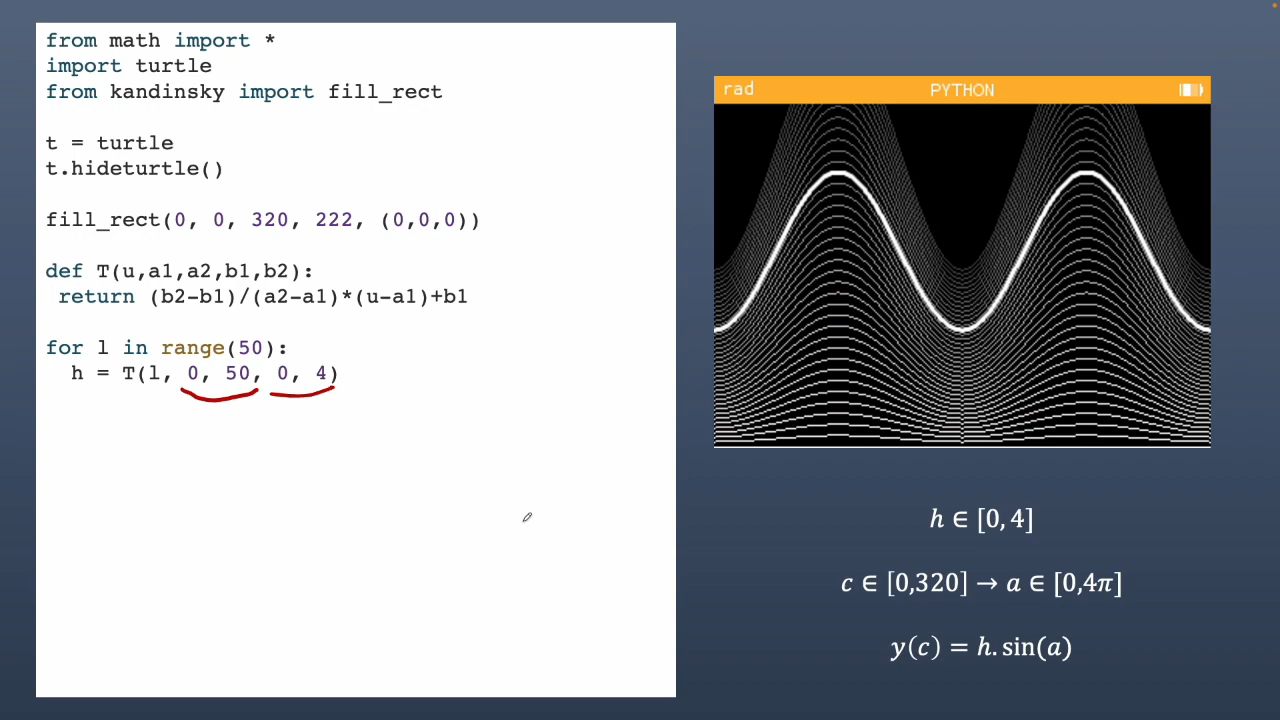 from math import *
import turtle
from kandinsky import fill_rect
t = turtle
t.hideturtle()
fill_rect(0, 0, 320, 222, (0,0,0))
def T(u,a1,a2,b1,b2):
 return (b2-b1)/(a2-a1)*(u-a1)+b1
for l in range(50):
  h = T(l, 0, 50, 0, 4)
rad PYTHON
h ∈ [0, 4]
c ∈ [0,320] → a ∈ [0,4π]
y(c) = h. sin(a)